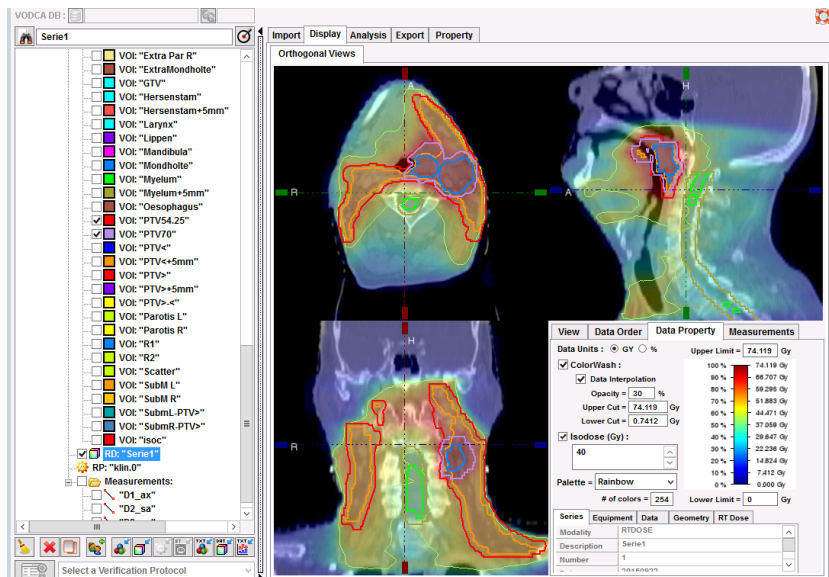 VODCA DB :
Serie1
VOI: "Extra Par R"
VOI: "ExtraMondholte"
VOI: "GTV"
VOI: "Hersenstam"
VOI: "Hersenstam+5mm"
VOI: "Larynx"
VOI: "Lippen"
VOI: "Mandibula"
VOI: "Mondholte"
VOI: "Myelum"
VOI: "Myelum+5mm"
VOI: "Oesophagus"
VOI: "PTV54.25"
VOI: "PTV70"
VOI: "PTV<"
VOI: "PTV<+5mm"
VOI: "PTV>"
VOI: "PTV>+5mm"
VOI: "PTV>-<"
VOI: "Parotis L"
VOI: "Parotis R"
VOI: "R1"
VOI: "R2"
VOI: "Scatter"
VOI: "SubM L"
VOI: "SubM R"
VOI: "SubmL-PTV>"
VOI: "SubmR-PTV>"
VOI: "isoc"
RD: "Serie1"
RP: "klin.0"
Measurements:
"D1_ax"
"D2_sa"
Select a Verification Protocol
Import Display Analysis Export Property
Orthogonal Views
A
R
H
A
H
R
View Data Order Data Property Measurements
Data Units : GY %
Upper Limit = 74.119 Gy
ColorWash :
Data Interpolation
Opacity = 30 %
Upper Cut = 74.119 Gy
Lower Cut = 0.7412 Gy
Isodose (Gy) :
40
Palette = Rainbow
# of colors = 254
100 % 74.119 Gy
90 % 66.707 Gy
80 % 59.295 Gy
70 % 51.883 Gy
60 % 44.471 Gy
50 % 37.059 Gy
40 % 29.647 Gy
30 % 22.236 Gy
20 % 14.824 Gy
10 % 7.412 Gy
0 % 0.000 Gy
Lower Limit = 0 Gy
Series Equipment Data Geometry RT Dose
Modality RTDOSE
Description Serie1
Number 1